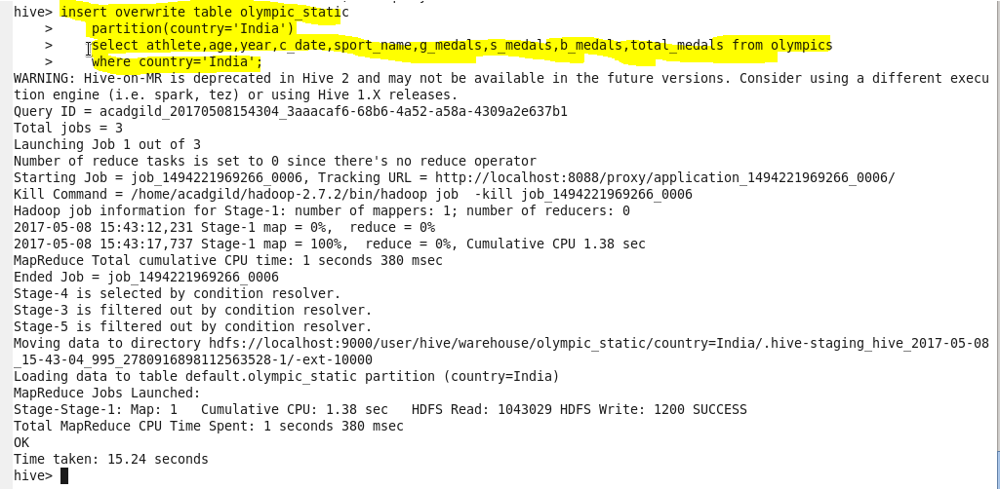 hive> insert overwrite table olympic_static
    >     partition(country='India')
    >     select athlete,age,year,c_date,sport_name,g_medals,s_medals,b_medals,total_medals from olympics
    >     where country='India';
WARNING: Hive-on-MR is deprecated in Hive 2 and may not be available in the future versions. Consider using a different execu
tion engine (i.e. spark, tez) or using Hive 1.X releases.
Query ID = acadgild_20170508154304_3aaacaf6-68b6-4a52-a58a-4309a2e637b1
Total jobs = 3
Launching Job 1 out of 3
Number of reduce tasks is set to 0 since there's no reduce operator
Starting Job = job_1494221969266_0006, Tracking URL = http://localhost:8088/proxy/application_1494221969266_0006/
Kill Command = /home/acadgild/hadoop-2.7.2/bin/hadoop job  -kill job_1494221969266_0006
Hadoop job information for Stage-1: number of mappers: 1; number of reducers: 0
2017-05-08 15:43:12,231 Stage-1 map = 0%,  reduce = 0%
2017-05-08 15:43:17,737 Stage-1 map = 100%,  reduce = 0%, Cumulative CPU 1.38 sec
MapReduce Total cumulative CPU time: 1 seconds 380 msec
Ended Job = job_1494221969266_0006
Stage-4 is selected by condition resolver.
Stage-3 is filtered out by condition resolver.
Stage-5 is filtered out by condition resolver.
Moving data to directory hdfs://localhost:9000/user/hive/warehouse/olympic_static/country=India/.hive-staging_hive_2017-05-08
_15-43-04_995_2780916898112563528-1/-ext-10000
Loading data to table default.olympic_static partition (country=India)
MapReduce Jobs Launched:
Stage-Stage-1: Map: 1   Cumulative CPU: 1.38 sec   HDFS Read: 1043029 HDFS Write: 1200 SUCCESS
Total MapReduce CPU Time Spent: 1 seconds 380 msec
OK
Time taken: 15.24 seconds
hive>